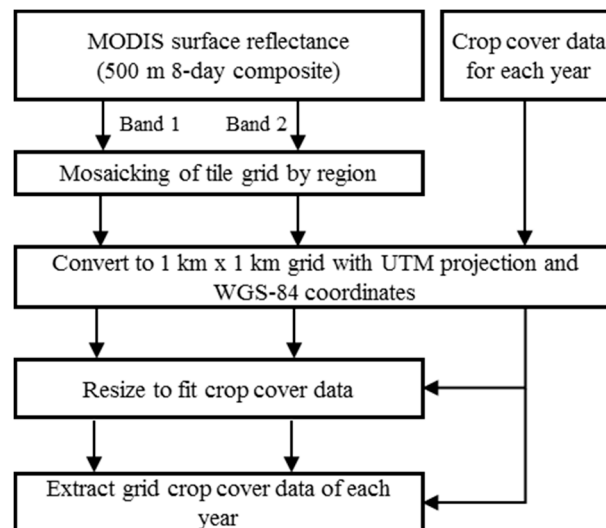 MODIS surface reflectance
(500 m 8-day composite)
Crop cover data
for each year
Band 1
Band 2
Mosaicking of tile grid by region
Convert to 1 km x 1 km grid with UTM projection and
WGS-84 coordinates
Resize to fit crop cover data
Extract grid crop cover data of each
year